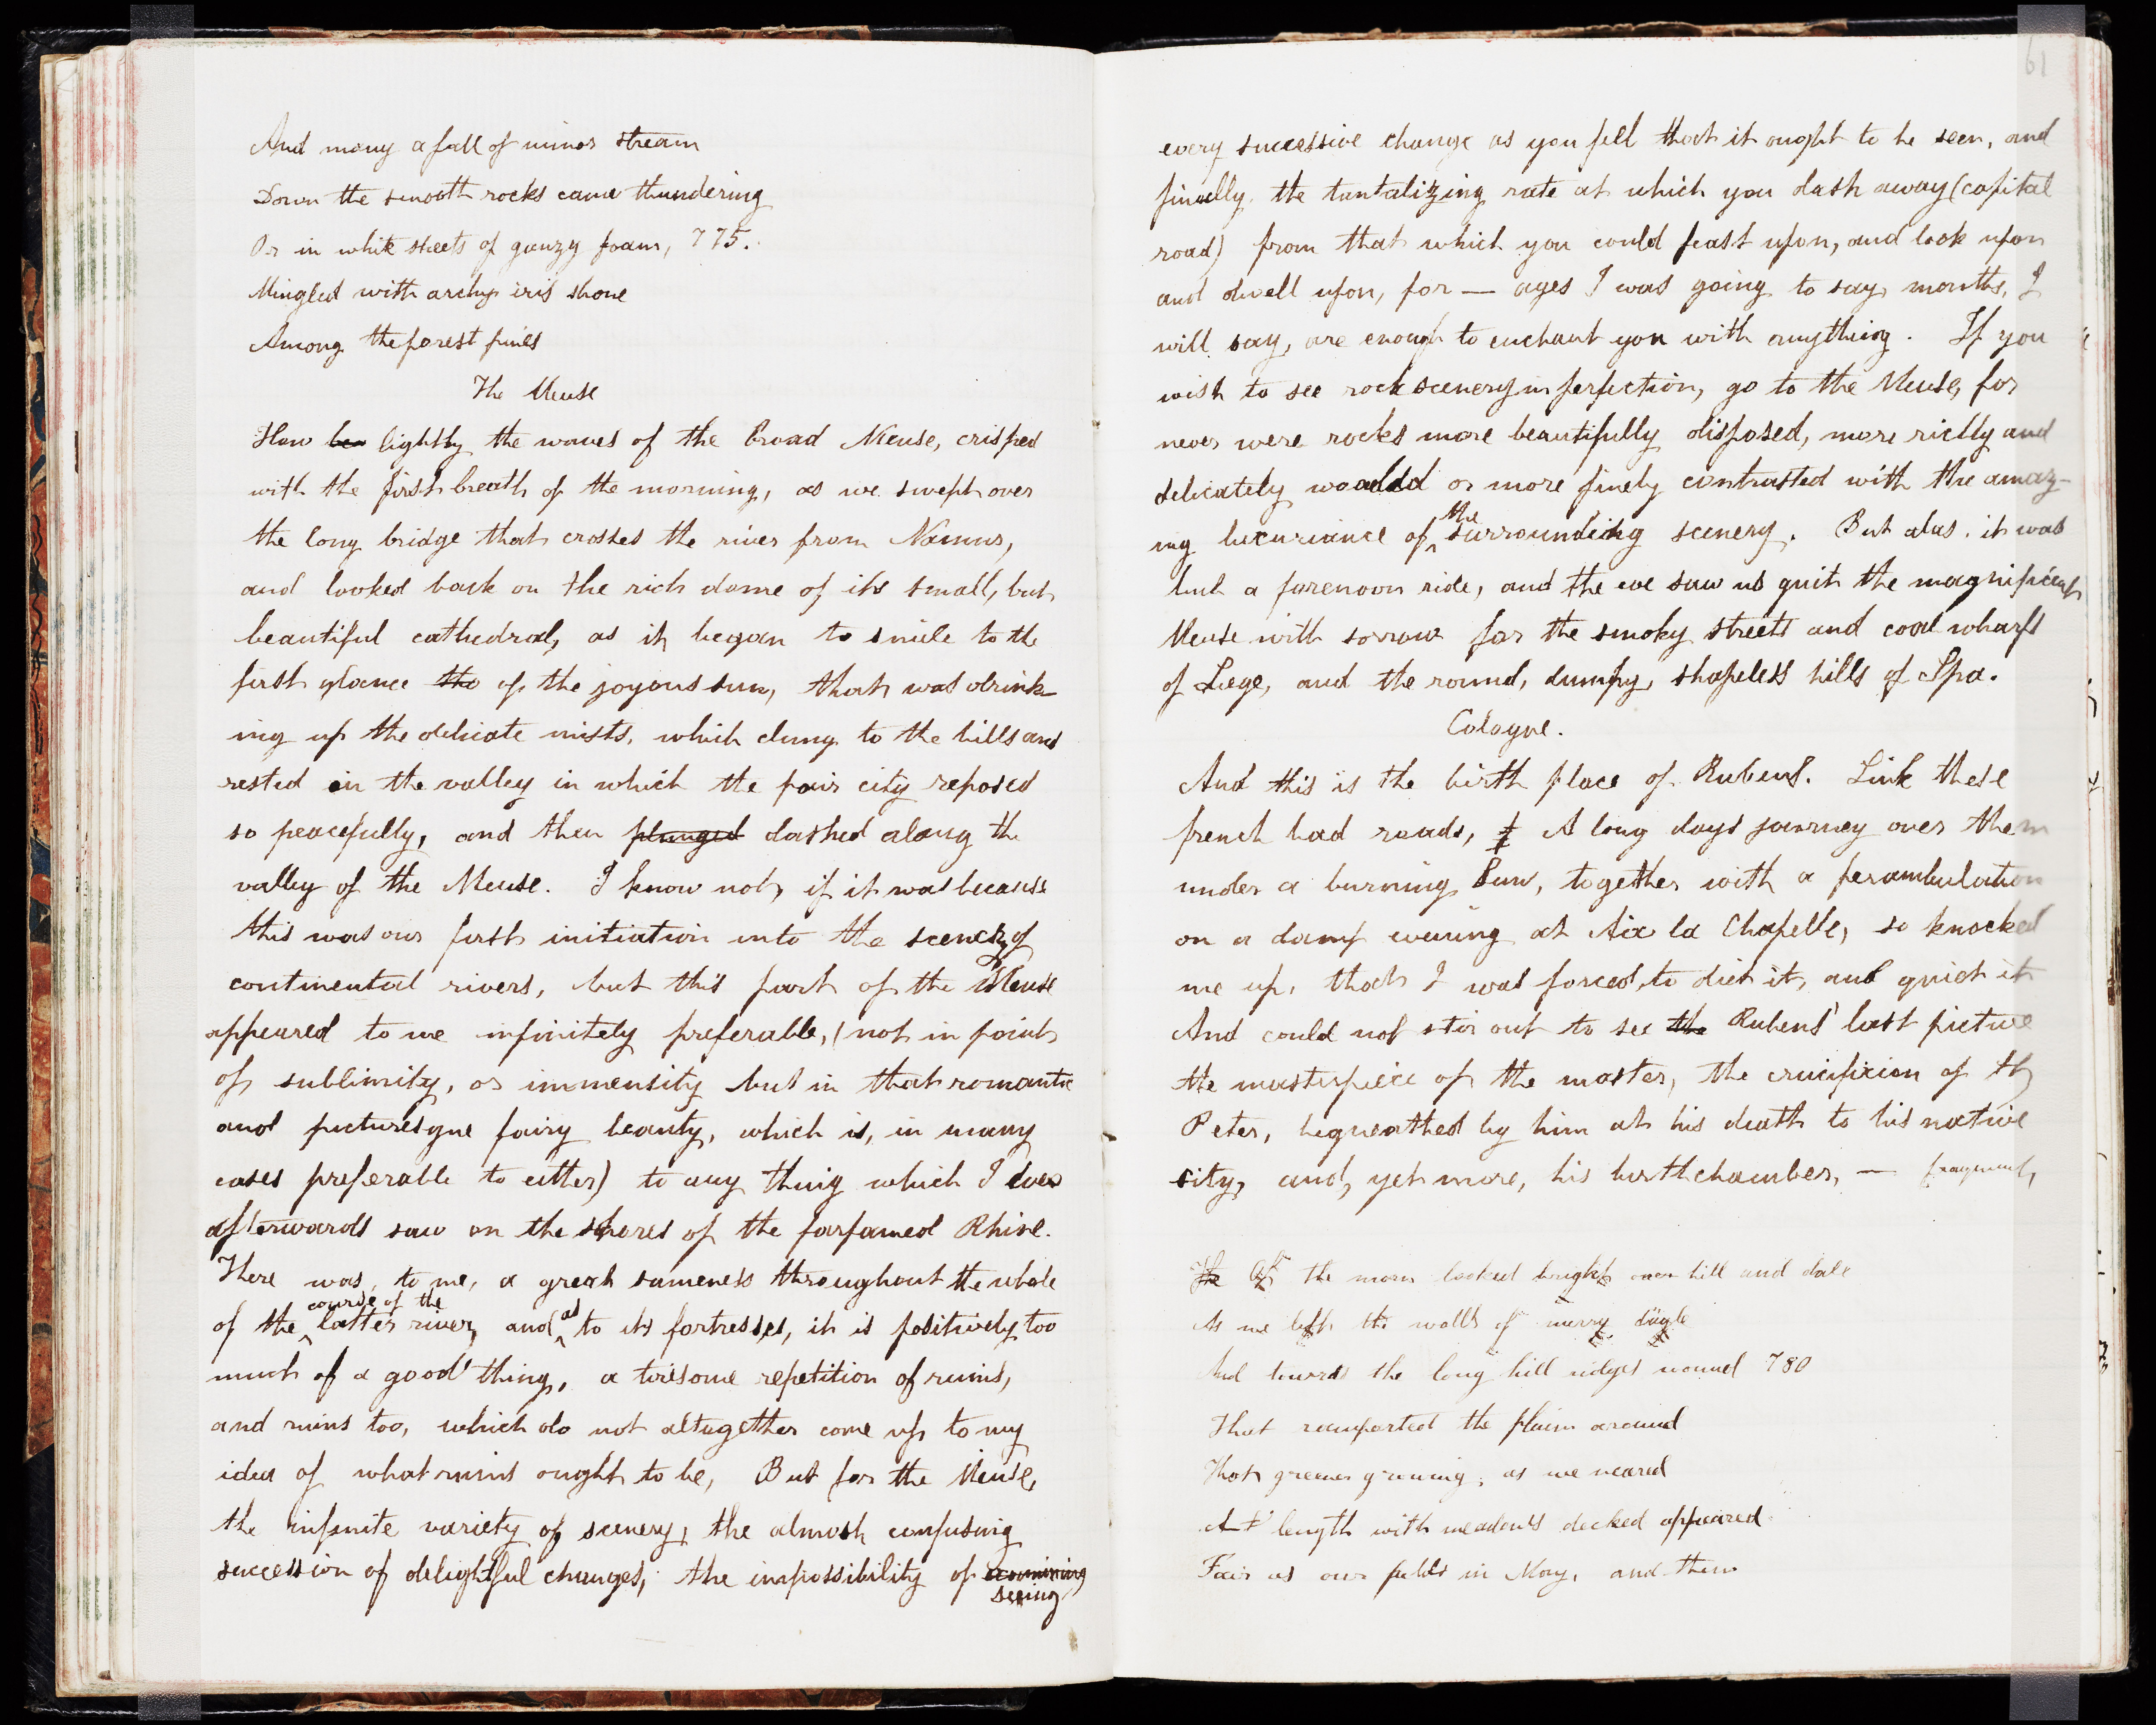 And many a fall of minor stream
Down the smooth rocks came thundering
Or in white sheets of gauzy foam, 775.
Mingled with archy iris shone
Among the forest pines
The Meuse
How lightly the waves of the broad Meuse, crisped
with the first breath of the morning, as we swept over
the long bridge that crosses the river from Namur,
and looked back on the rich dome of its small, but
beautiful cathedral, as it began to smile to the
first glance the of the joyous sun, that was drink-
ing up the delicate mists, which clung to the hills and
rested in the valley in which the fair city reposed
so peacefully, and then plunged dashed along the
valley of the Meuse. I know not, if it was because
this was our first initiation into the scenery of
continental rivers, but this part of the Meuse
appeared to me infinitely preferable, (not in point
of sublimity, or immensity but in that romantic
and picturesque fairy beauty, which is, in many
cases preferable to either) to any thing which I ever
afterwards saw on the shores of the farfamed Rhine.
There was, to me, a great sameness throughout the whole
of the course of the latter river, and as to its fortresses, it is positively too
much of a good thing, a tiresome repetition of ruins,
and ruins too, which do not altogether come up to my
idea of what ruins ought to be, But for the Meuse,
the infinite variety of scenery, the almost confusing
succession of delightful changes, the impossibility of
seeing
61
every successive change as you fell that it ought to be seen, and
finally. the tantalizing rate at which you dash away (capital
road) from that which you could feast upon, and look upon
and dwell upon, for — ages I was going to say, months, I
will say, are enough to enchant you with anything. If you
wish to see rock scenery in perfection, go to the Meuse, for
never were rocks more beautifully disposed, more richly and
delicately wooded or more finely contrasted with the amaz-
ing luxuriance of the surrounding scenery. But alas. it was
but a forenoon ride, and the eve saw us quit the magnificent
Meuse with sorrow for the smoky streets and coal wharfs
of Liege, and the round, dumpy, shapeless hills of Spa.
Cologne.
And this is the birth place of Rubens. Link these
french bad roads, A long days journey over them
under a burning Sun, together with a perambulation
on a damp evening at Aix la Chapelle, so knocked
me up, that I was forced, to diet it, and quiet it
And could not stir out to see the Rubens' last picture
the masterpiece of the master, the crucifixion of St
Peter, bequeathed by him at his death to his native
city, and, yet more, his birthchamber, — fragment,
The the morn looked bright on hill and dale
As we left the walls of merry
And towards the long hill ridges wound 780
That ramparted the plain around
That greener growing, as we neared
At length with meadows decked appeared
Fair as our fields in May, and then